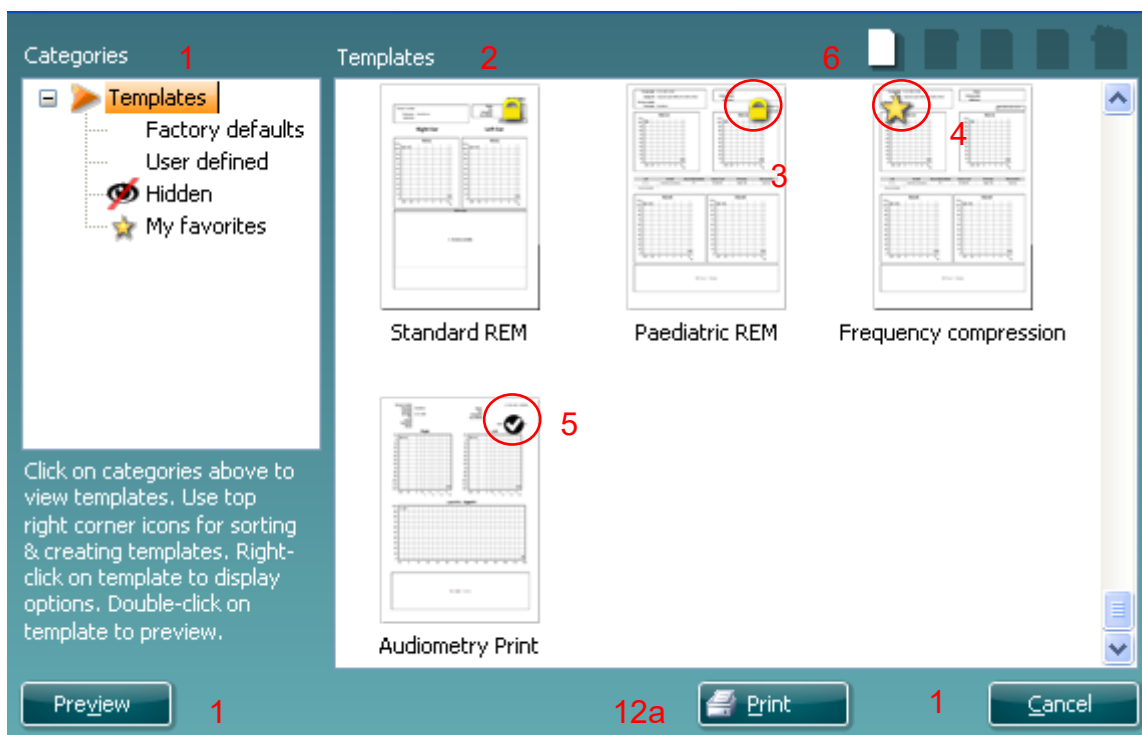 Categories 1
Templates 2 6
Templates
Factory defaults
User defined
Hidden
My favorites
3
4
Standard REM
Paediatric REM
Frequency compression
5
Audiometry Print
Click on categories above to
view templates. Use top
right corner icons for sorting
& creating templates. Right-
click on template to display
options. Double-click on
template to preview.
Preview 1
12a Print
1 Cancel